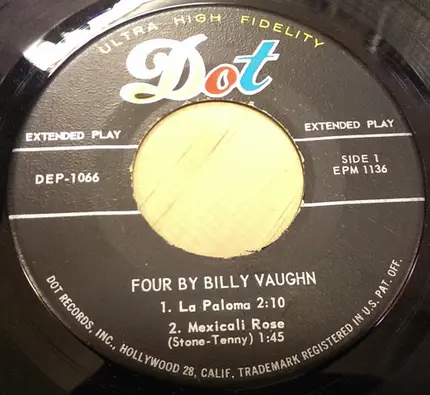 ULTRA HIGH FIDELITY
Dot
EXTENDED PLAY
EXTENDED PLAY
DEP-1066
SIDE 1
EPM 1136
FOUR BY BILLY VAUGHN
1. La Paloma 2:10
2. Mexicali Rose
(Stone-Tenny) 1:45
DOT RECORDS, INC., HOLLYWOOD 28, CALIF. TRADEMARK REGISTERED IN U.S. PAT. OFF.